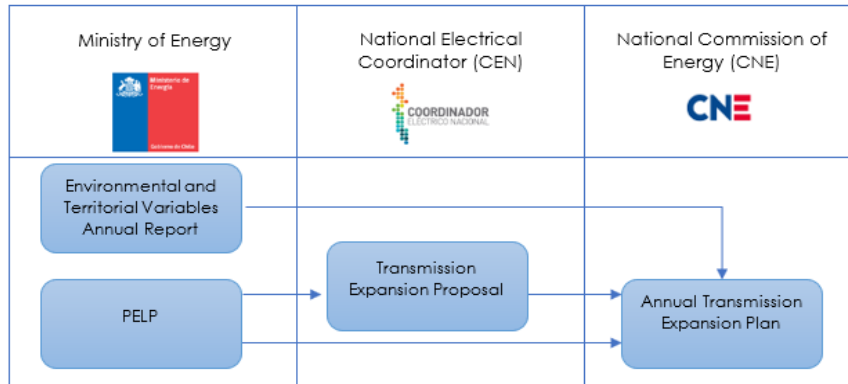 Ministry of Energy
National Electrical
Coordinator (CEN)
National Commission of
Energy (CNE)
Ministerio de
Energía
Gobierno de Chile
COORDINADOR
ELÉCTRICO NACIONAL
CNE
Environmental and
Territorial Variables
Annual Report
Transmission
Expansion Proposal
PELP
Annual Transmission
Expansion Plan